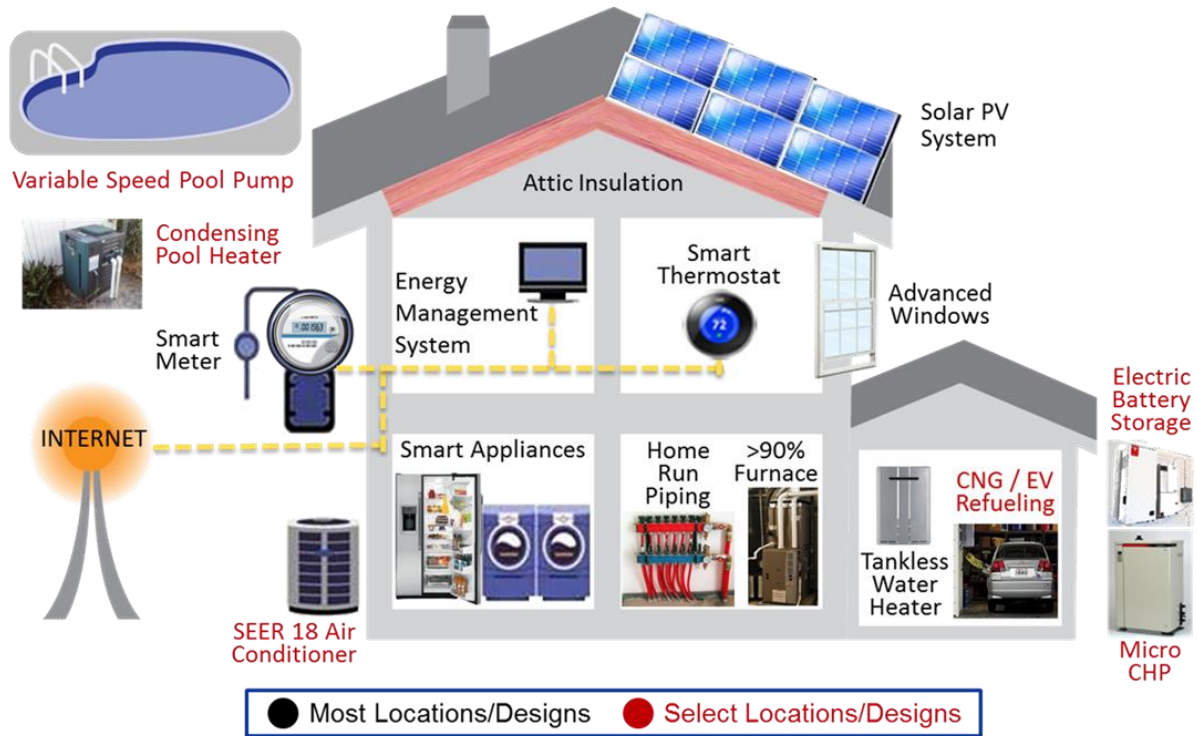 Solar PV
System
Attic Insulation
Variable Speed Pool Pump
Condensing
Pool Heater
Smart
Thermostat
Energy
Management
System
Advanced
Windows
Smart
Meter
72
INTERNET
Electric
Battery
Storage
Smart Appliances
Home
Run
Piping
>90%
Furnace
CNG / EV
Refueling
Tankless
Water
Heater
SEER 18 Air
Conditioner
Micro
CHP
Most Locations/Designs
Select Locations/Designs